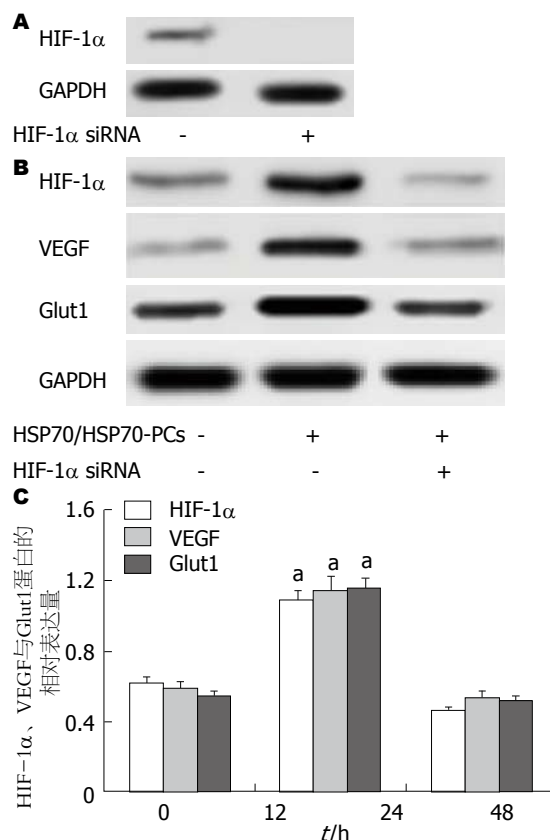 A
HIF-1α
GAPDH
HIF-1α siRNA - +
B
HIF-1α
VEGF
Glut1
GAPDH
HSP70/HSP70-PCs - + +
HIF-1α siRNA - - +
C
HIF-1α、VEGF与Glut1蛋白的
相对表达量
1.6
1.2
0.8
0.4
0
HIF-1α
VEGF
Glut1
a a a
0 12 24 48
t/h